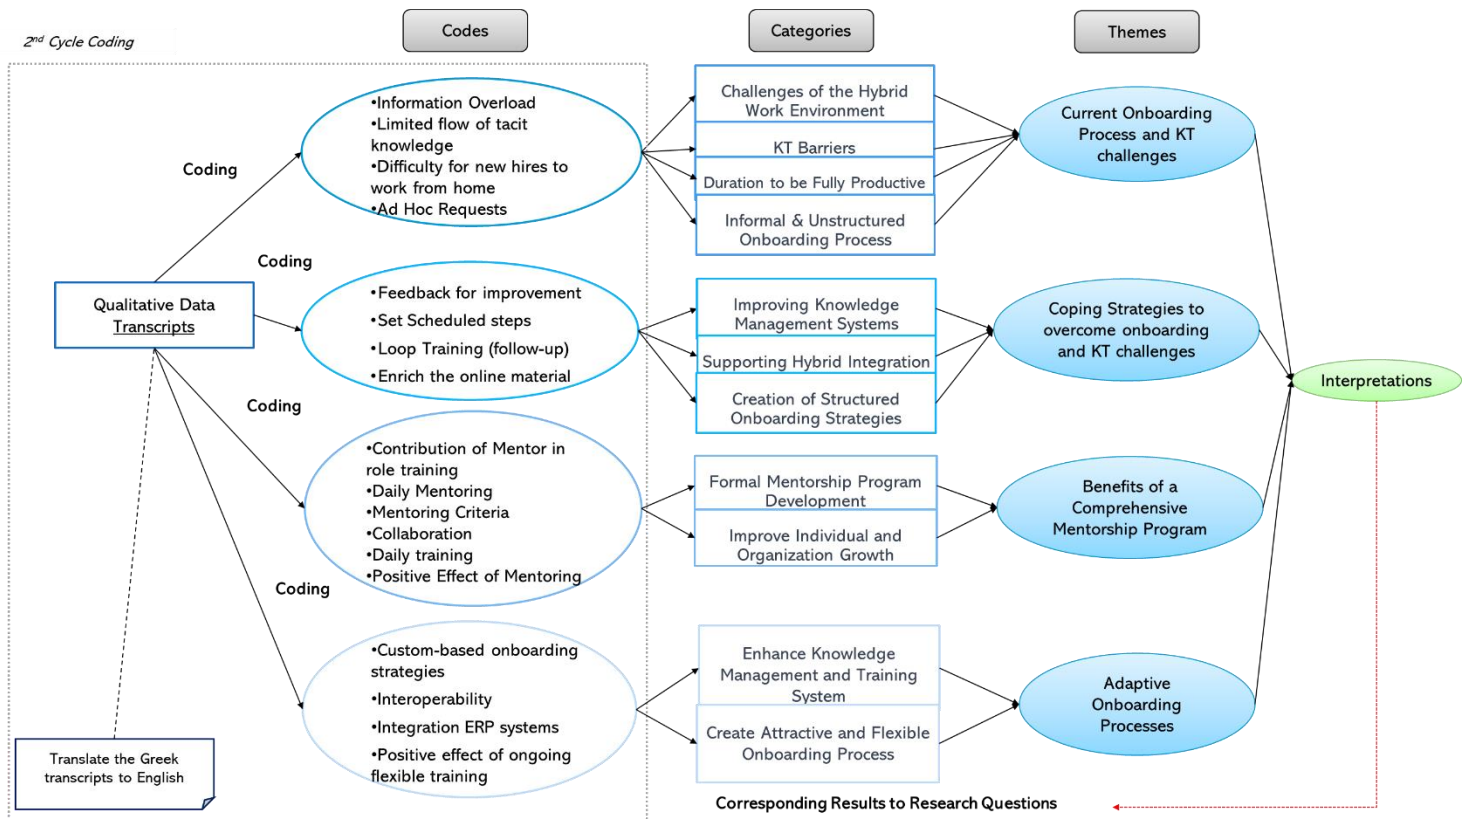 2nd Cycle Coding
Codes
Categories
Themes
Qualitative Data
Transcripts
Translate the Greek
transcripts to English
Coding
•Information Overload
•Limited flow of tacit
knowledge
•Difficulty for new hires to
work from home
•Ad Hoc Requests
Challenges of the Hybrid
Work Environment
KT Barriers
Duration to be Fully Productive
Informal & Unstructured
Onboarding Process
Current Onboarding
Process and KT
challenges
Coding
•Feedback for improvement
•Set Scheduled steps
•Loop Training (follow-up)
•Enrich the online material
Improving Knowledge
Management Systems
Supporting Hybrid Integration
Creation of Structured
Onboarding Strategies
Coping Strategies to
overcome onboarding
and KT challenges
Coding
•Contribution of Mentor in
role training
•Daily Mentoring
•Mentoring Criteria
•Collaboration
•Daily training
•Positive Effect of Mentoring
Formal Mentorship Program
Development
Improve Individual and
Organization Growth
Benefits of a
Comprehensive
Mentorship Program
Coding
•Custom-based onboarding
strategies
•Interoperability
•Integration ERP systems
•Positive effect of ongoing
flexible training
Enhance Knowledge
Management and Training
System
Create Attractive and Flexible
Onboarding Process
Adaptive
Onboarding
Processes
Interpretations
Corresponding Results to Research Questions